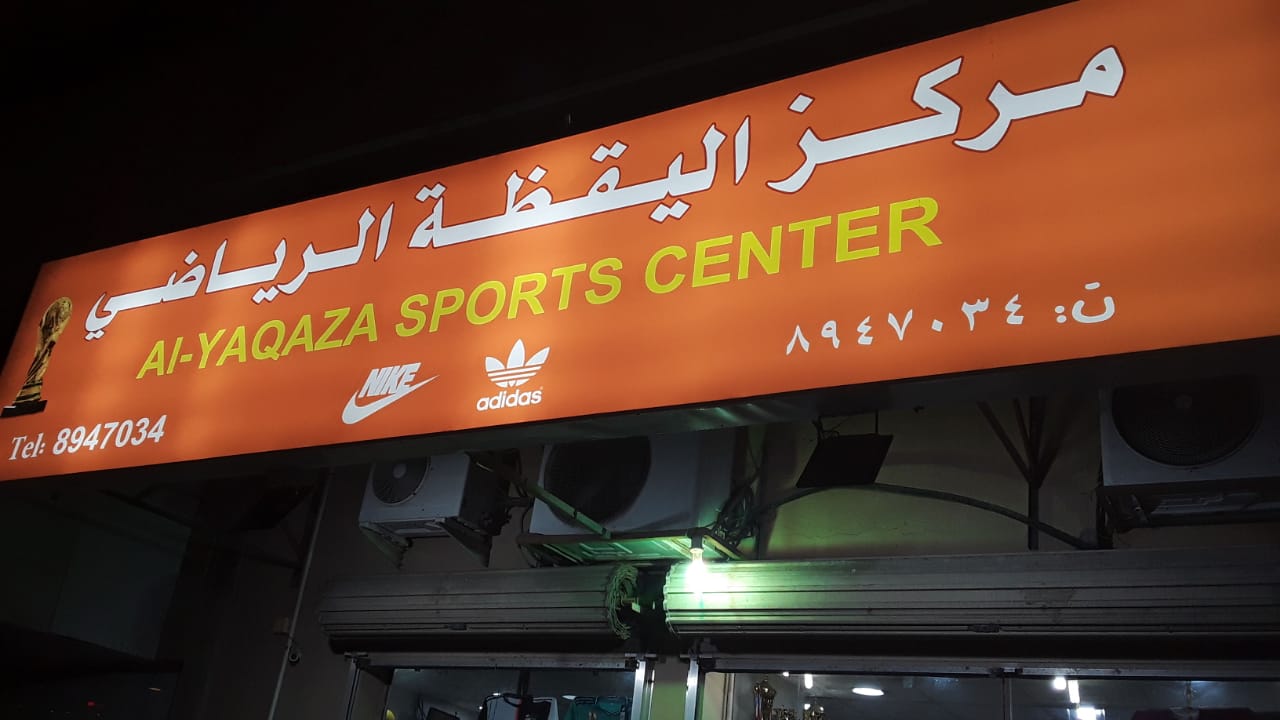 مركز اليقظة الرياضي
Al-YAQAZA SPORTS CENTER
NIKE
adidas
ت: ٨٩٤٧٠٣٤
Tel: 8947034